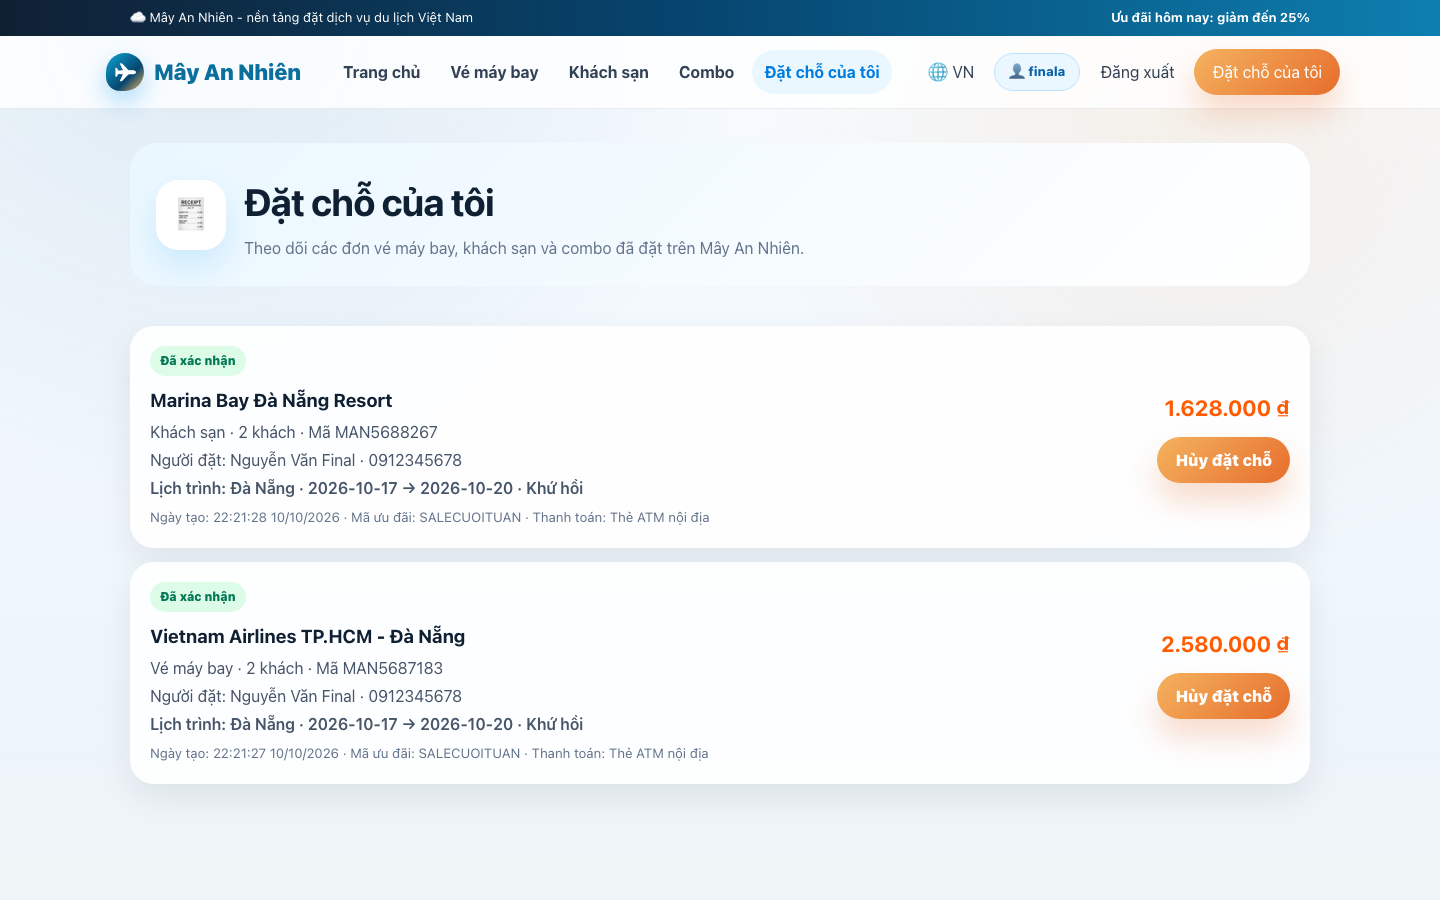 Mây An Nhiên - nền tảng đặt dịch vụ du lịch Việt Nam
Ưu đãi hôm nay: giảm đến 25%
Mây An Nhiên
Trang chủ
Vé máy bay
Khách sạn
Combo
Đặt chỗ của tôi
VN
finala
Đăng xuất
Đặt chỗ của tôi
RECEIPT
Đặt chỗ của tôi
Theo dõi các đơn vé máy bay, khách sạn và combo đã đặt trên Mây An Nhiên.
Đã xác nhận
Marina Bay Đà Nẵng Resort
Khách sạn · 2 khách · Mã MAN5688267
Người đặt: Nguyễn Văn Final · 0912345678
Lịch trình: Đà Nẵng · 2026-10-17 → 2026-10-20 · Khứ hồi
Ngày tạo: 22:21:28 10/10/2026 · Mã ưu đãi: SALECUOITUAN · Thanh toán: Thẻ ATM nội địa
1.628.000 ₫
Hủy đặt chỗ
Đã xác nhận
Vietnam Airlines TP.HCM - Đà Nẵng
Vé máy bay · 2 khách · Mã MAN5687183
Người đặt: Nguyễn Văn Final · 0912345678
Lịch trình: Đà Nẵng · 2026-10-17 → 2026-10-20 · Khứ hồi
Ngày tạo: 22:21:27 10/10/2026 · Mã ưu đãi: SALECUOITUAN · Thanh toán: Thẻ ATM nội địa
2.580.000 ₫
Hủy đặt chỗ